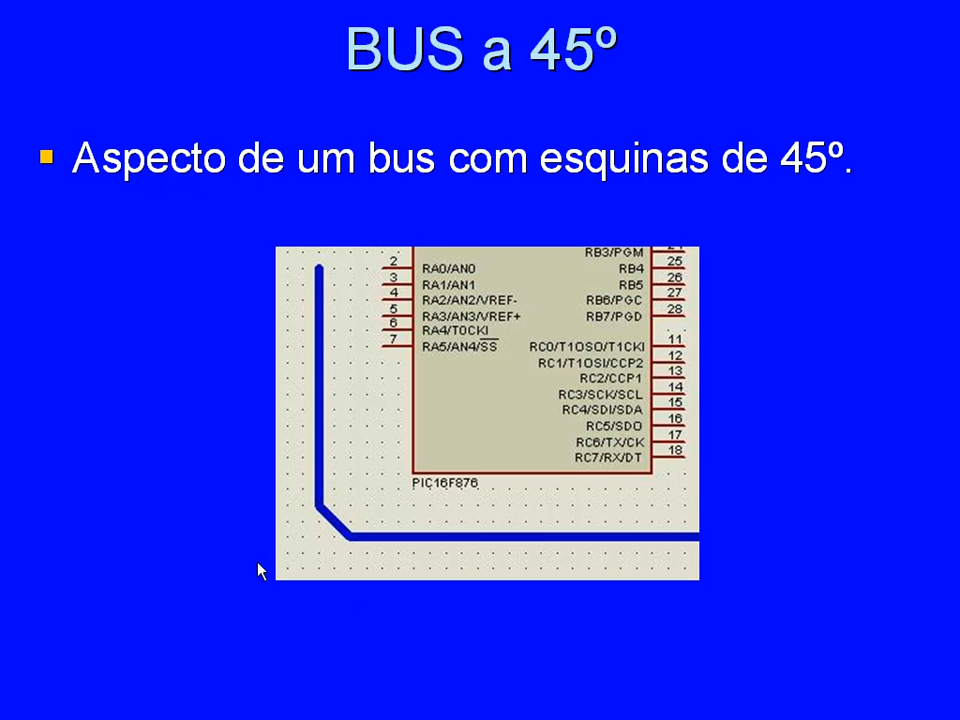 BUS a 45º
Aspecto de um bus com esquinas de 45º.
RB3/PGM
2 RA0/AN0 RB4 25
3 RA1/AN1 RB5 26
4 RA2/AN2/VREF- RB6/PGC 27
5 RA3/AN3/VREF+ RB7/PGD 28
6 RA4/T0CKI
7 RA5/AN4/SS RC0/T1OSO/T1CKI 11
RC1/T1OSI/CCP2 12
RC2/CCP1 13
RC3/SCK/SCL 14
RC4/SDI/SDA 15
RC5/SDO 16
RC6/TX/CK 17
RC7/RX/DT 18
PIC16F876